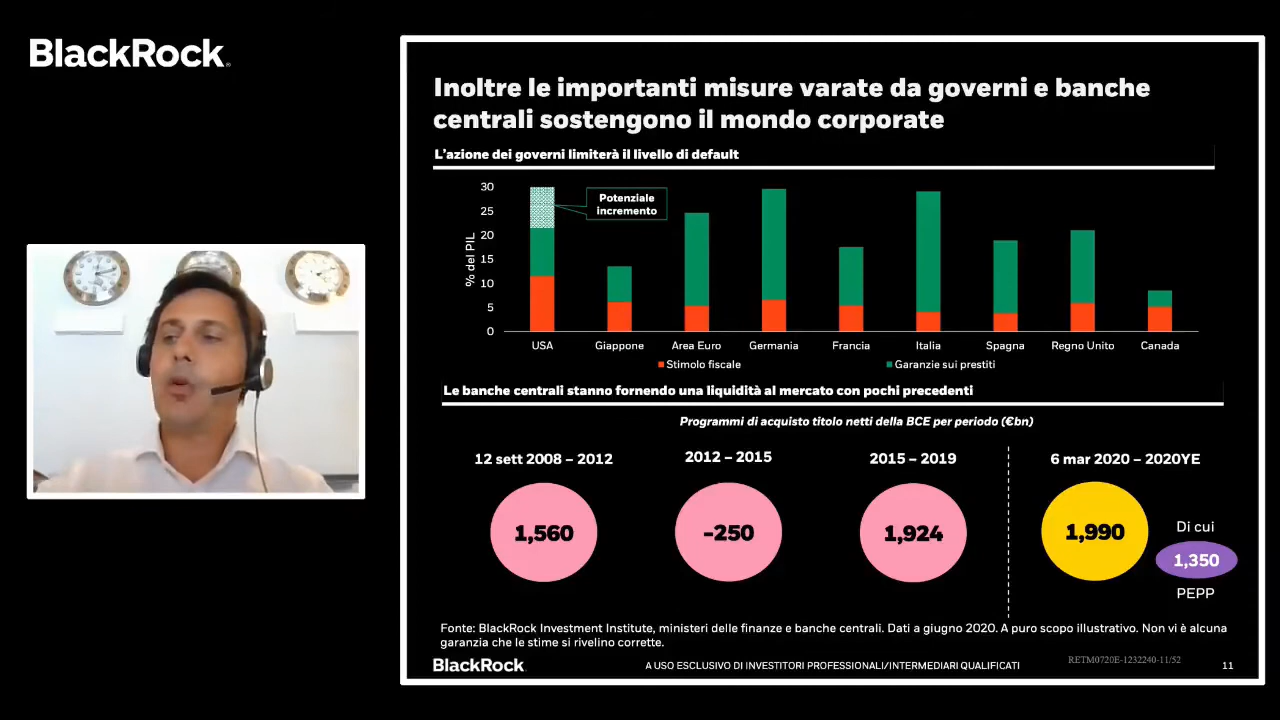 BlackRock
Inoltre le importanti misure varate da governi e banche
centrali sostengono il mondo corporate
L'azione dei governi limiterà il livello di default
30
25
20
15
10
5
0
% del PIL
Potenziale
incremento
USA Giappone Area Euro Germania Francia Italia Spagna Regno Unito Canada
Stimolo fiscale Garanzie sui prestiti
Le banche centrali stanno fornendo una liquidità al mercato con pochi precedenti
Programmi di acquisto titolo netti della BCE per periodo (€bn)
12 sett 2008 – 2012 2012 – 2015 2015 – 2019 6 mar 2020 – 2020YE
1,560 -250 1,924 1,990
Di cui
1,350
PEPP
Fonte: BlackRock Investment Institute, ministeri delle finanze e banche centrali. Dati a giugno 2020. A puro scopo illustrativo. Non vi è alcuna
garanzia che le stime si rivelino corrette.
BlackRock A USO ESCLUSIVO DI INVESTITORI PROFESSIONALI/INTERMEDIARI QUALIFICATI RETM0720E-1232240-11/52 11